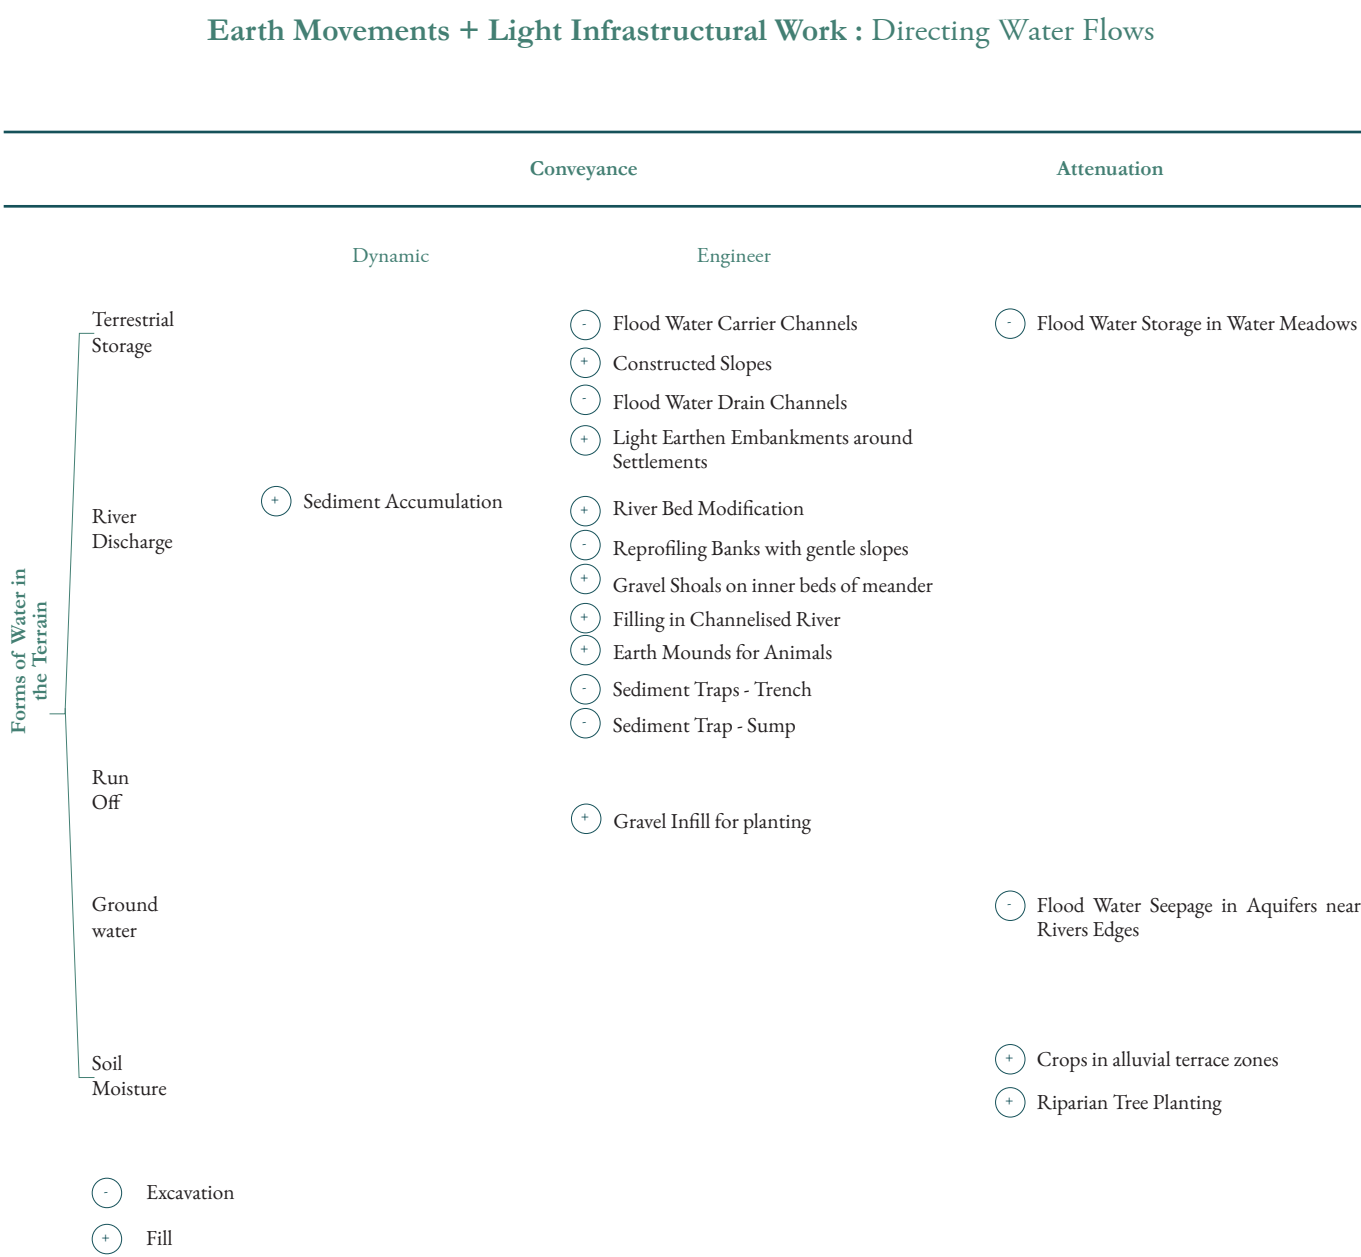 Earth Movements + Light Infrastructural Work : Directing Water Flows
Conveyance
Attenuation
Dynamic
Engineer
Forms of Water in
the Terrain
Terrestrial
Storage
- Flood Water Carrier Channels
+ Constructed Slopes
- Flood Water Drain Channels
+ Light Earthen Embankments around
Settlements
- Flood Water Storage in Water Meadows
River
Discharge
+ Sediment Accumulation
+ River Bed Modification
- Reprofiling Banks with gentle slopes
+ Gravel Shoals on inner beds of meander
+ Filling in Channelised River
+ Earth Mounds for Animals
- Sediment Traps - Trench
- Sediment Trap - Sump
Run
Off
+ Gravel Infill for planting
Ground
water
- Flood Water Seepage in Aquifers near
Rivers Edges
Soil
Moisture
+ Crops in alluvial terrace zones
+ Riparian Tree Planting
- Excavation
+ Fill